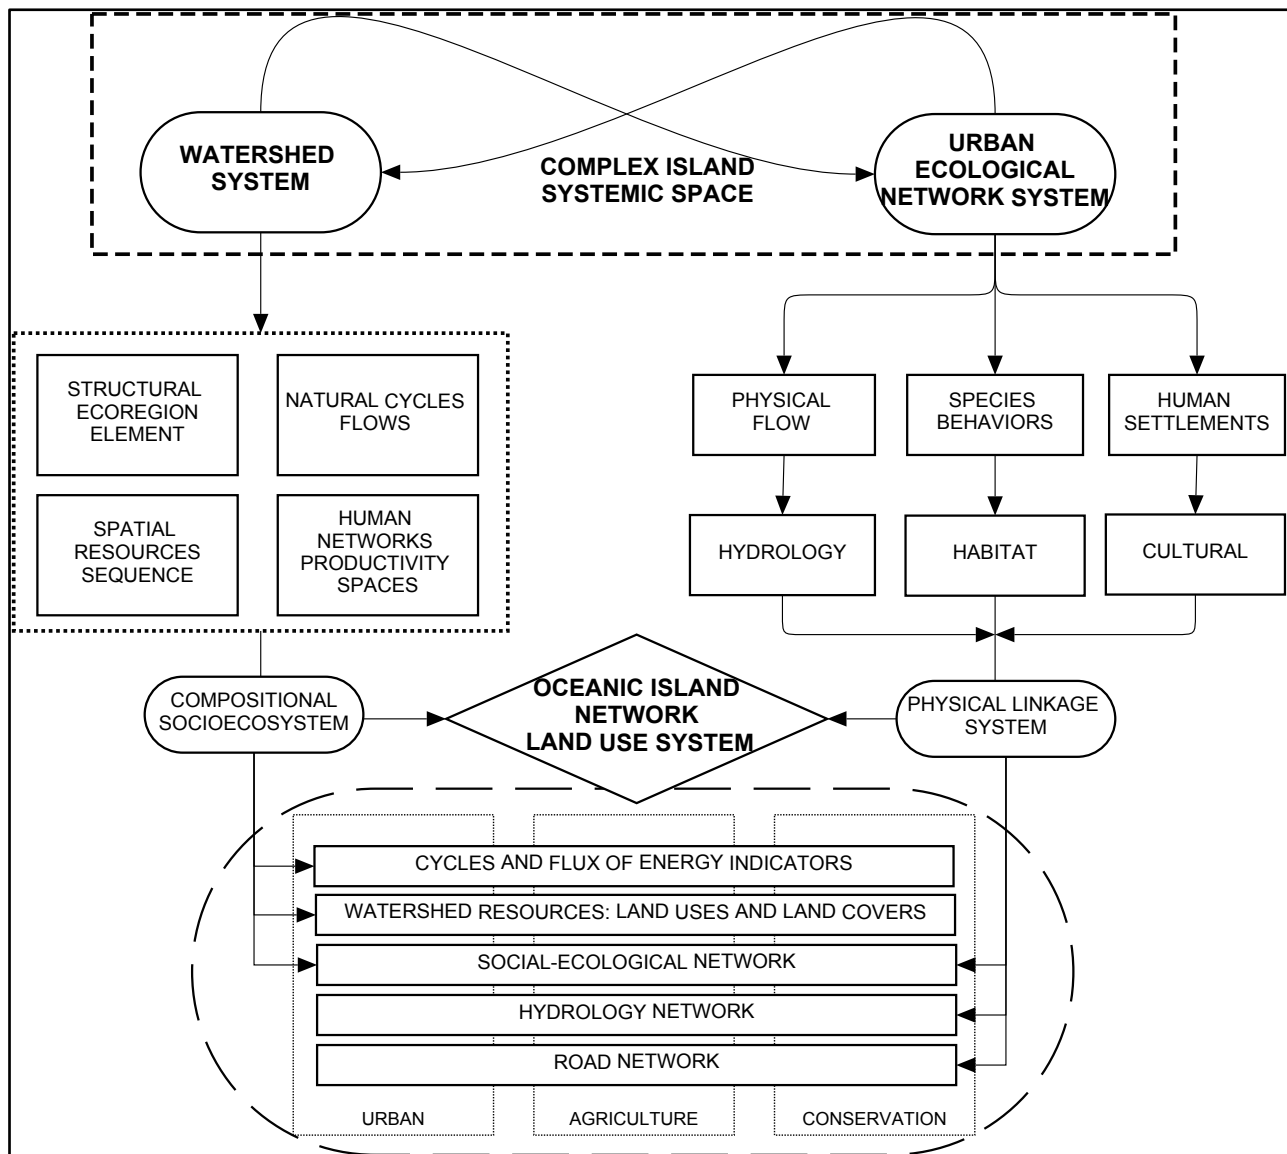 WATERSHED
SYSTEM
COMPLEX ISLAND
SYSTEMIC SPACE
URBAN
ECOLOGICAL
NETWORK SYSTEM
STRUCTURAL
ECOREGION
ELEMENT
NATURAL CYCLES
FLOWS
SPATIAL
RESOURCES
SEQUENCE
HUMAN
NETWORKS
PRODUCTIVITY
SPACES
PHYSICAL
FLOW
SPECIES
BEHAVIORS
HUMAN
SETTLEMENTS
HYDROLOGY
HABITAT
CULTURAL
COMPOSITIONAL
SOCIOECOSYSTEM
OCEANIC ISLAND
NETWORK
LAND USE SYSTEM
PHYSICAL LINKAGE
SYSTEM
CYCLES AND FLUX OF ENERGY INDICATORS
WATERSHED RESOURCES: LAND USES AND LAND COVERS
SOCIAL-ECOLOGICAL NETWORK
HYDROLOGY NETWORK
ROAD NETWORK
URBAN
AGRICULTURE
CONSERVATION